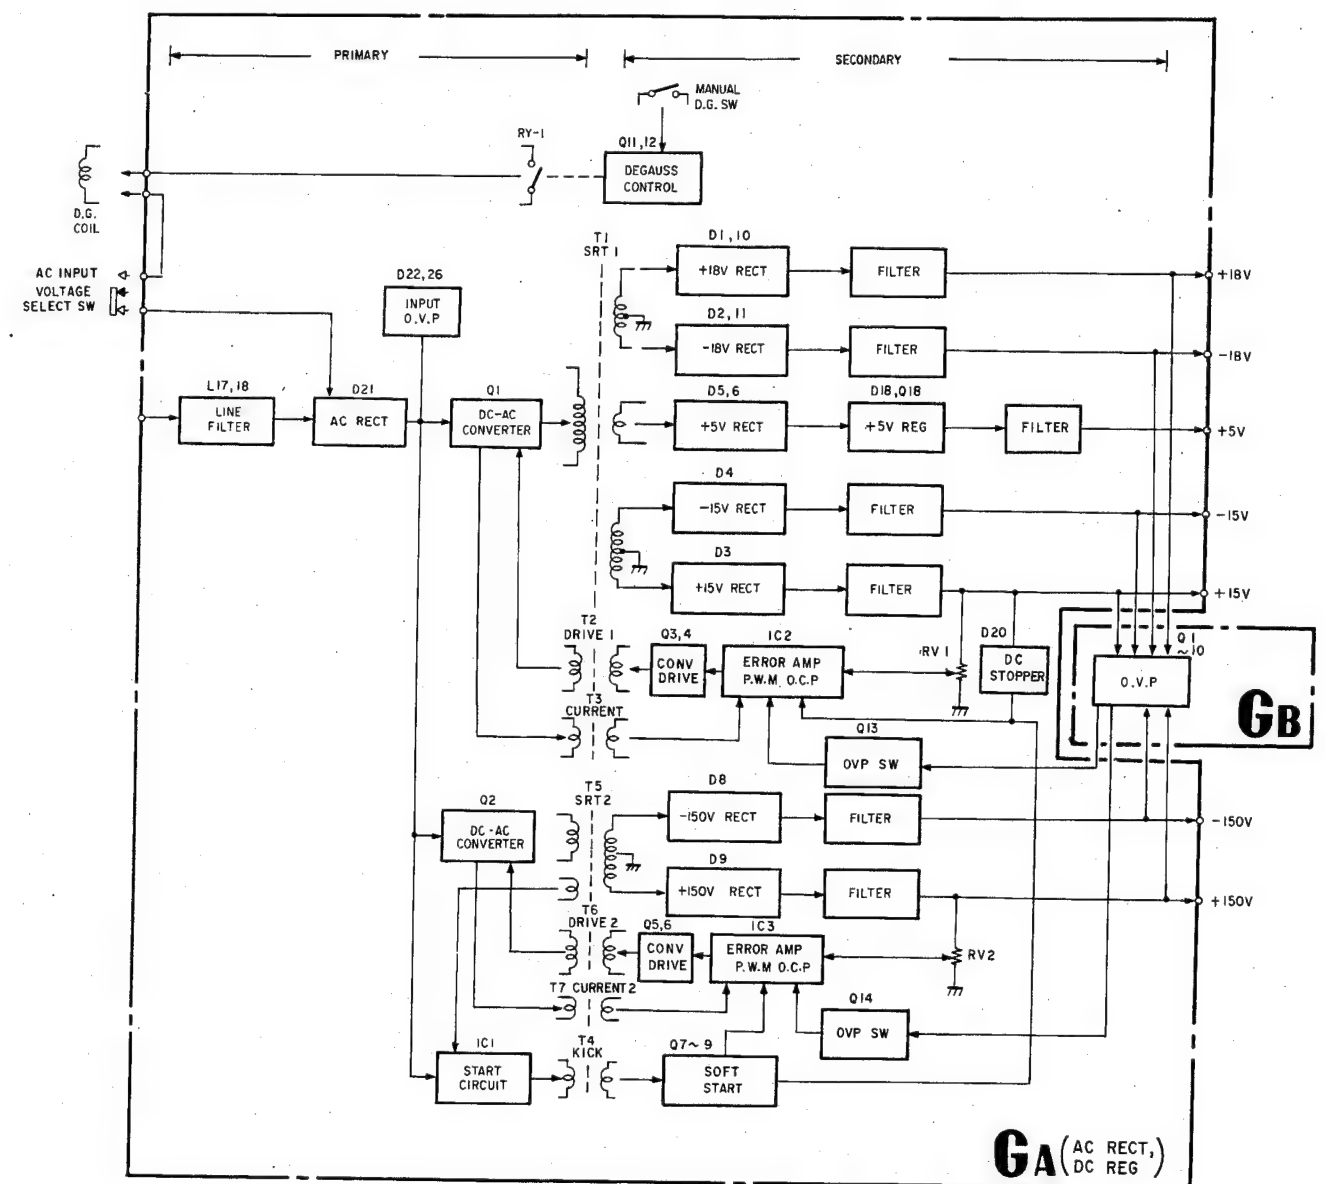 PRIMARY
SECONDARY
MANUAL
D.G. SW
RY-1
Q11,12
DEGAUSS
CONTROL
D.G.
COIL
AC INPUT
VOLTAGE
SELECT SW
D22,26
INPUT
O.V.P
T1
SRT 1
D1,10
+18V RECT
FILTER
+18V
D2,11
-18V RECT
FILTER
-18V
L17,18
LINE
FILTER
D21
AC RECT
Q1
DC-AC
CONVERTER
D5,6
+5V RECT
D18,Q18
+5V REG
FILTER
+5V
D4
-15V RECT
FILTER
-15V
D3
+15V RECT
FILTER
+15V
T2
DRIVE 1
Q3,4
CONV
DRIVE
IC2
ERROR AMP
P.W.M O.C.P
RV 1
D20
DC
STOPPER
Q1
~10
O.V.P
GB
T3
CURRENT
Q13
OVP SW
T5
SRT2
Q2
DC-AC
CONVERTER
D8
-150V RECT
FILTER
-150V
D9
+150V RECT
FILTER
+150V
T6
DRIVE 2
Q5,6
CONV
DRIVE
IC3
ERROR AMP
P.W.M O.C.P
RV2
T7 CURRENT 2
Q14
OVP SW
IC1
START
CIRCUIT
T4
KICK
Q7~9
SOFT
START
GA (AC RECT,
DC REG)